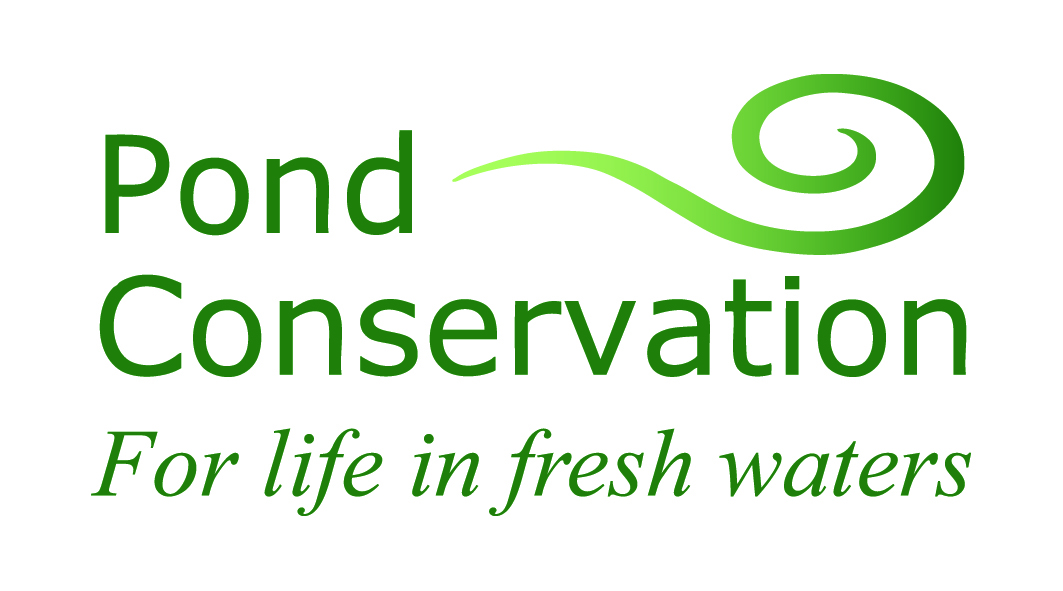 Pond
Conservation
For life in fresh waters